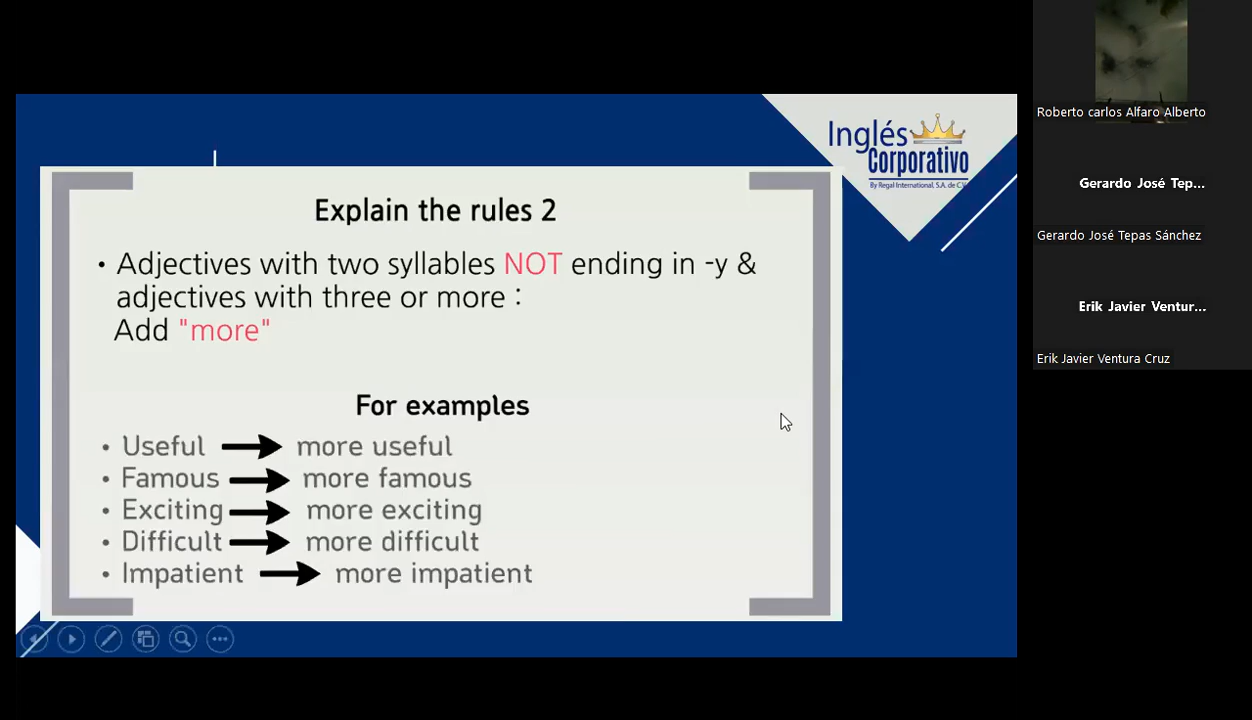 Inglés
Corporativo
By Regal International, S.A. de C.V.
Explain the rules 2
• Adjectives with two syllables NOT ending in -y &
adjectives with three or more :
Add "more"
For examples
• Useful → more useful
• Famous → more famous
• Exciting → more exciting
• Difficult → more difficult
• Impatient → more impatient
Roberto carlos Alfaro Alberto
Gerardo José Tep...
Gerardo José Tepas Sánchez
Erik Javier Ventur...
Erik Javier Ventura Cruz